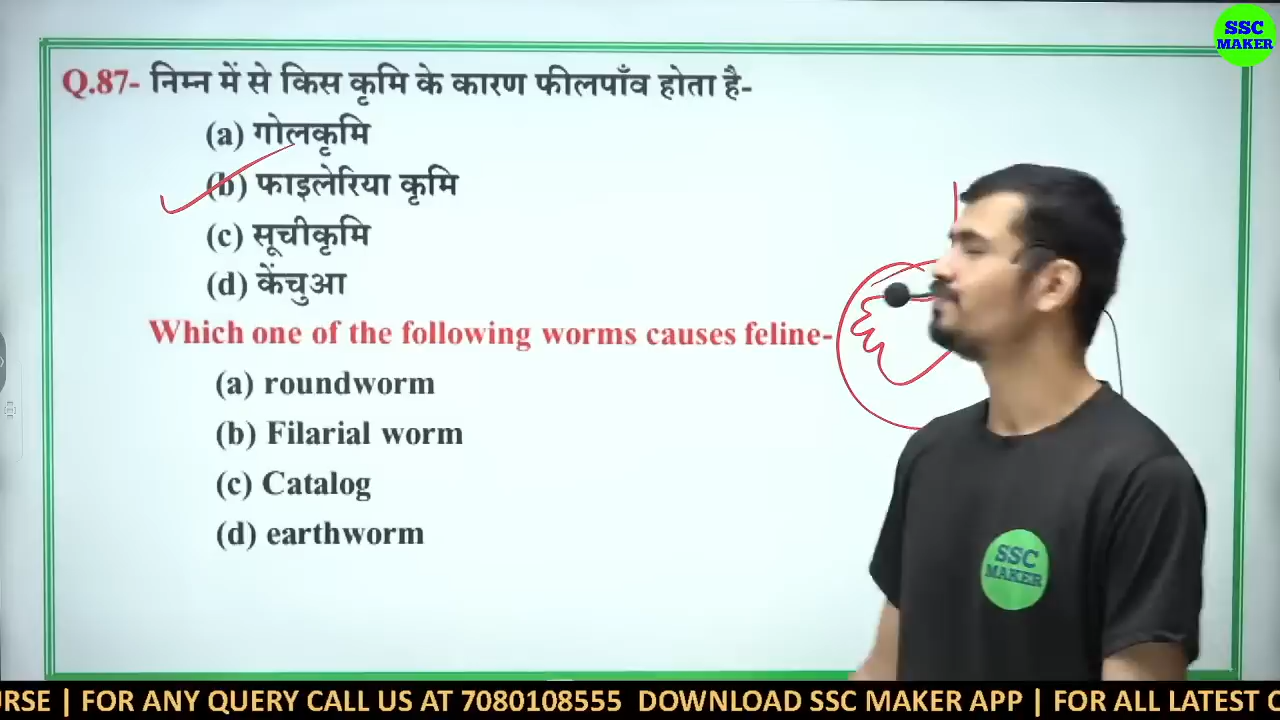 SSC
MAKER
Q.87- निम्न में से किस कृमि के कारण फीलपाँव होता है-
(a) गोलकृमि
(b) फाइलेरिया कृमि
(c) सूचीकृमि
(d) केंचुआ
Which one of the following worms causes feline-
(a) roundworm
(b) Filarial worm
(c) Catalog
(d) earthworm
SSC
MAKER
URSE | FOR ANY QUERY CALL US AT 7080108555 DOWNLOAD SSC MAKER APP | FOR ALL LATEST C